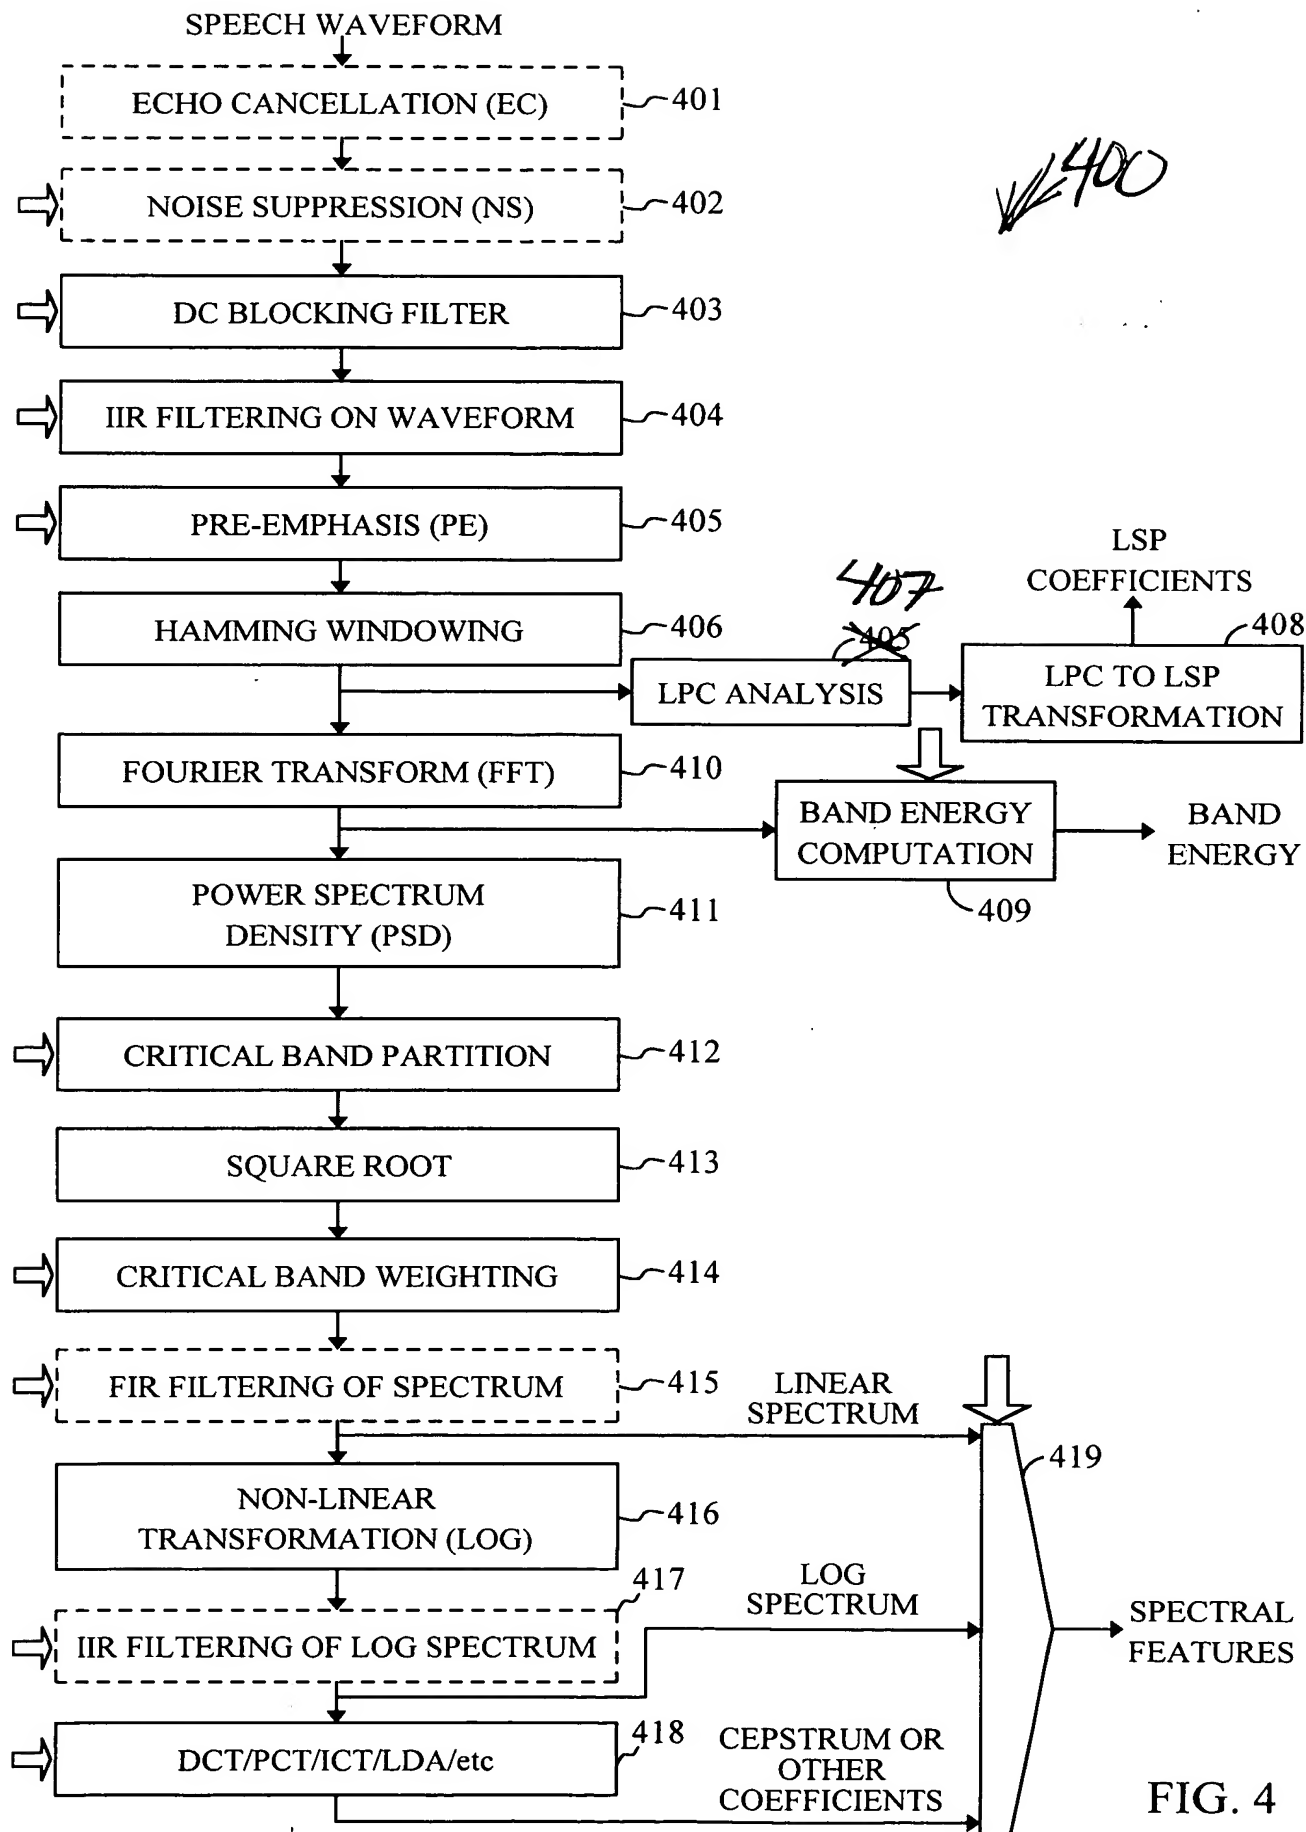 SPEECH WAVEFORM
ECHO CANCELLATION (EC)
401
400
NOISE SUPPRESSION (NS)
402
DC BLOCKING FILTER
403
IIR FILTERING ON WAVEFORM
404
PRE-EMPHASIS (PE)
405
LSP
COEFFICIENTS
HAMMING WINDOWING
406
407
405
LPC ANALYSIS
408
LPC TO LSP
TRANSFORMATION
FOURIER TRANSFORM (FFT)
410
BAND ENERGY
COMPUTATION
409
BAND
ENERGY
POWER SPECTRUM
DENSITY (PSD)
411
CRITICAL BAND PARTITION
412
SQUARE ROOT
413
CRITICAL BAND WEIGHTING
414
FIR FILTERING OF SPECTRUM
415
LINEAR
SPECTRUM
419
NON-LINEAR
TRANSFORMATION (LOG)
416
417
IIR FILTERING OF LOG SPECTRUM
LOG
SPECTRUM
SPECTRAL
FEATURES
DCT/PCT/ICT/LDA/etc
418
CEPSTRUM OR
OTHER
COEFFICIENTS
FIG. 4